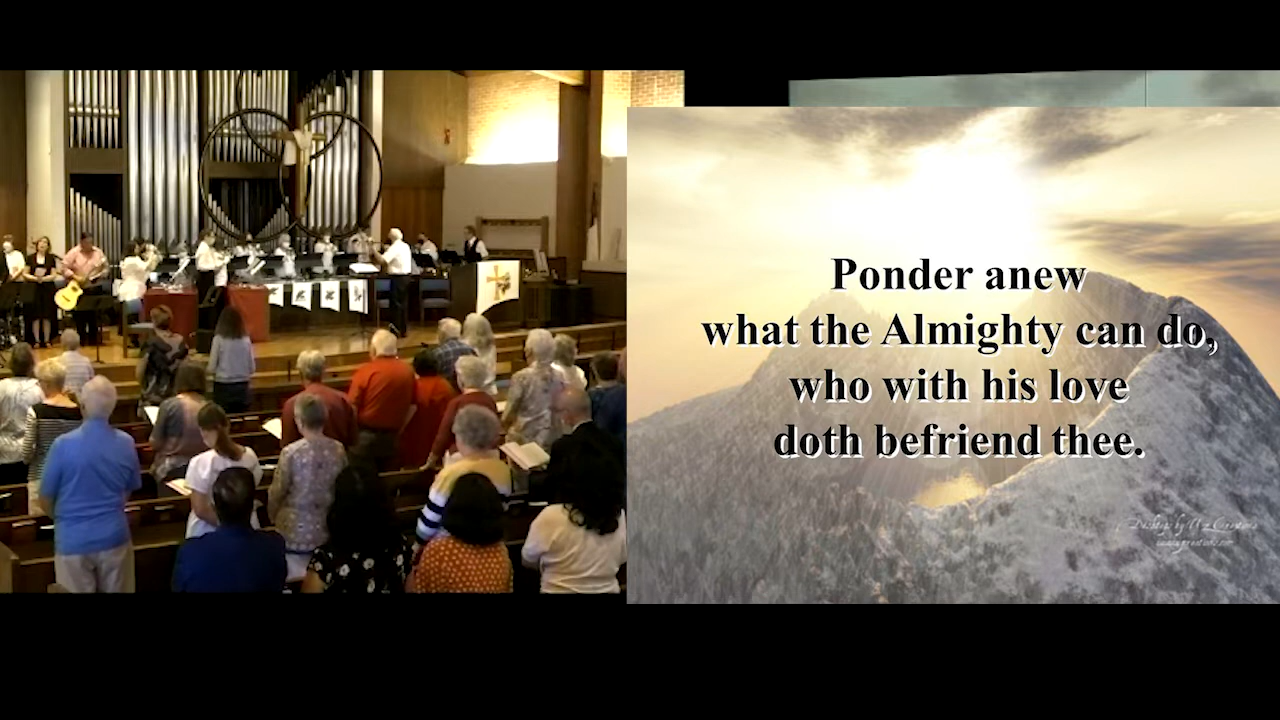 Ponder anew
what the Almighty can do,
who with his love
doth befriend thee.